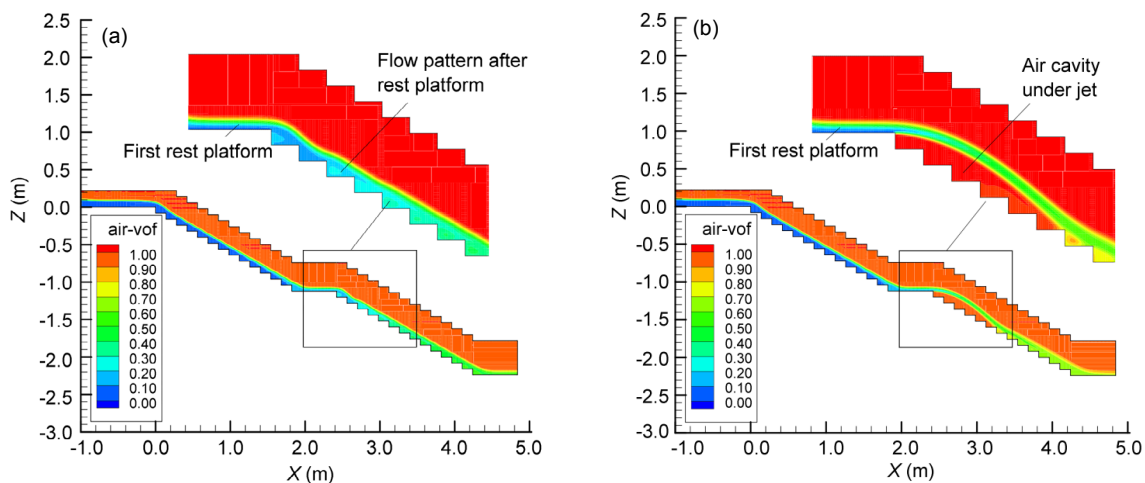 (a)
2.5
2.0
1.5
1.0
0.5
0.0
-0.5
-1.0
-1.5
-2.0
-2.5
-3.0
Z (m)
Flow pattern after
rest platform
First rest platform
air-vof
1.00
0.90
0.80
0.70
0.60
0.50
0.40
0.30
0.20
0.10
0.00
-1.0 0.0 1.0 2.0 3.0 4.0 5.0
X (m)
(b)
2.5
2.0
1.5
1.0
0.5
0.0
-0.5
-1.0
-1.5
-2.0
-2.5
-3.0
Z (m)
Air cavity
under jet
First rest platform
air-vof
1.00
0.90
0.80
0.70
0.60
0.50
0.40
0.30
0.20
0.10
0.00
-1.0 0.0 1.0 2.0 3.0 4.0 5.0
X (m)